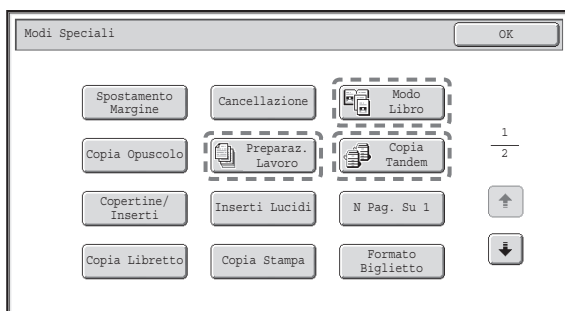 Modi Speciali OK
Spostamento
Margine
Cancellazione
Modo
Libro
Copia Opuscolo
Preparaz.
Lavoro
Copia
Tandem
1
2
Copertine/
Inserti
Inserti Lucidi
N Pag. Su 1
Copia Libretto
Copia Stampa
Formato
Biglietto